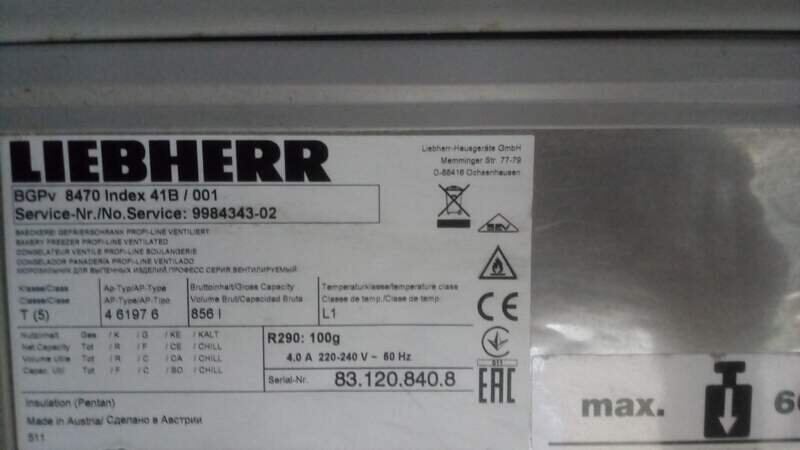 LIEBHERR
Liebherr-Hausgeräte GmbH
Memminger Str. 77-79
D-88416 Ochsenhausen
BGPv 8470 Index 41B / 001
Service-Nr./No.Service: 9984343-02
BAECKEREI GEFRIERSCHRANK PROFI-LINE VENTILIERT
BAKERY FREEZER PROFI-LINE VENTILATED
CONGELATEUR VENTILE PROFI-LINE BOULANGERIE
CONGELADOR PANADERIA PROFI-LINE VENTILADO
МОРОЗИЛЬНИК ДЛЯ ВЫПЕЧНЫХ ИЗДЕЛИЙ,ПРОФЕСС.СЕРИЯ,ВЕНТИЛИРУЕМЫЙ
SEV
Klasse/Class
Classe/Clase
T (5)
Ap-Typ/AP-Type
AP-Type/AP-Tipo
4 6197 6
Bruttoinhalt/Gross Capacity
Volume Brut/Capacidad Bruta
856 l
Temperaturklasse/temperature class
Classe de temp./Clase de temp.
L1
CE
Nutzinhalt Ges / K / G / KE / KALT
Net.Capacity Tot / R / F / CE / CHILL
Volume Utile Tot / R / C / CA / CHILL
Capac. Util Tot / F / C / SO / CHILL
R290: 100g
4.0 A 220-240 V ~ 50 Hz
Serial-Nr. 83.120.840.8
511
EAC
Insulation (Pentan)
Made in Austria/ Сделано в Австрии
511
max.